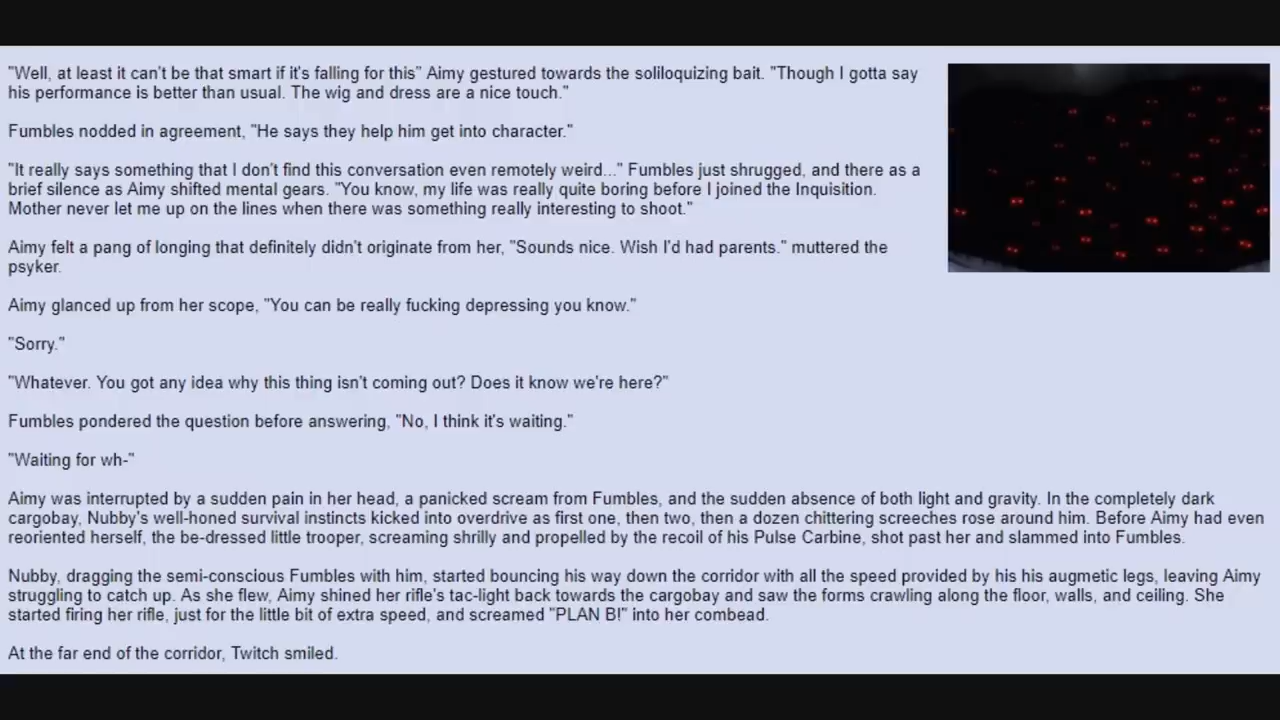 "Well, at least it can't be that smart if it's falling for this" Aimy gestured towards the soliloquizing bait. "Though I gotta say
his performance is better than usual. The wig and dress are a nice touch."
Fumbles nodded in agreement, "He says they help him get into character."
"It really says something that I don't find this conversation even remotely weird..." Fumbles just shrugged, and there as a
brief silence as Aimy shifted mental gears. "You know, my life was really quite boring before I joined the Inquisition.
Mother never let me up on the lines when there was something really interesting to shoot."
Aimy felt a pang of longing that definitely didn't originate from her, "Sounds nice. Wish I'd had parents." muttered the
psyker.
Aimy glanced up from her scope, "You can be really fucking depressing you know."
"Sorry."
"Whatever. You got any idea why this thing isn't coming out? Does it know we're here?"
Fumbles pondered the question before answering, "No, I think it's waiting."
"Waiting for wh-"
Aimy was interrupted by a sudden pain in her head, a panicked scream from Fumbles, and the sudden absence of both light and gravity. In the completely dark
cargobay, Nubby's well-honed survival instincts kicked into overdrive as first one, then two, then a dozen chittering screeches rose around him. Before Aimy had even
reoriented herself, the be-dressed little trooper, screaming shrilly and propelled by the recoil of his Pulse Carbine, shot past her and slammed into Fumbles.
Nubby, dragging the semi-conscious Fumbles with him, started bouncing his way down the corridor with all the speed provided by his his augmetic legs, leaving Aimy
struggling to catch up. As she flew, Aimy shined her rifle's tac-light back towards the cargobay and saw the forms crawling along the floor, walls, and ceiling. She
started firing her rifle, just for the little bit of extra speed, and screamed "PLAN B!" into her combead.
At the far end of the corridor, Twitch smiled.